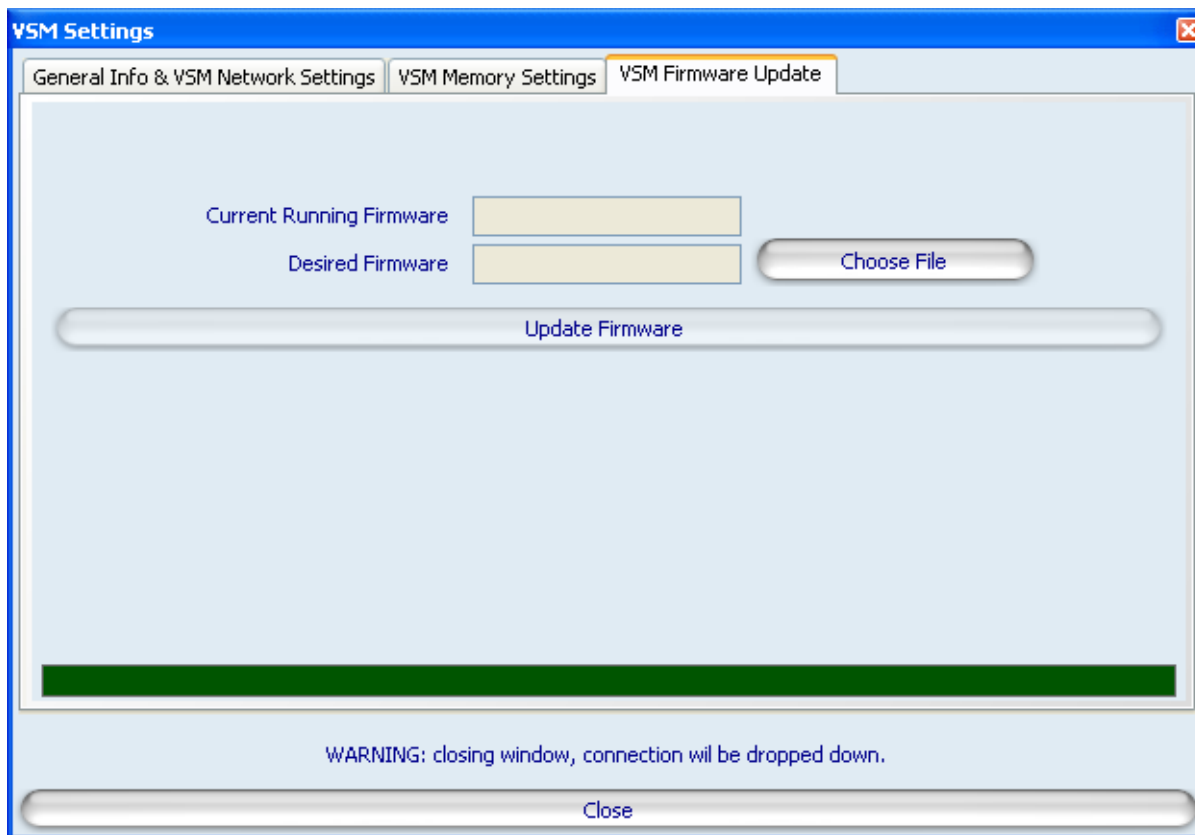 VSM Settings
General Info & VSM Network Settings VSM Memory Settings VSM Firmware Update
Current Running Firmware
Desired Firmware Choose File
Update Firmware
WARNING: closing window, connection wil be dropped down.
Close